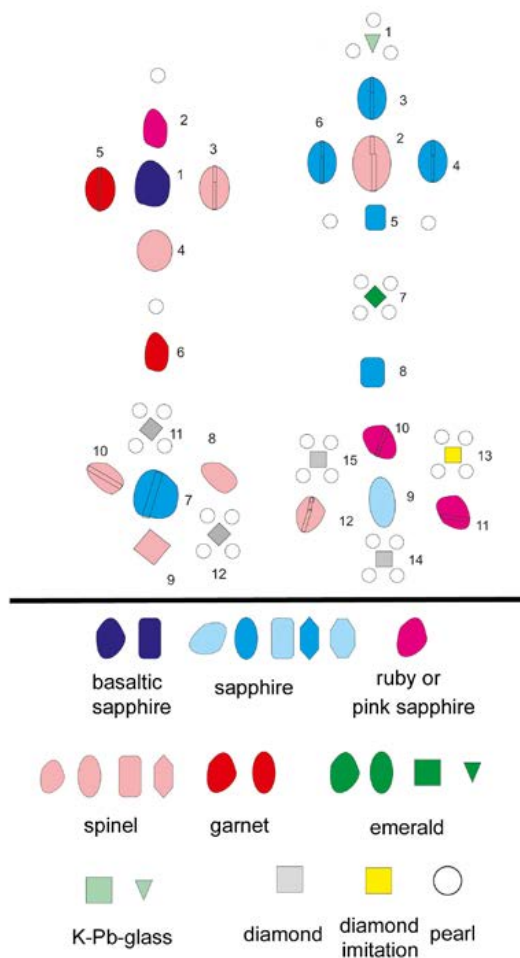 1
2
3
6
5
3
2
1
4
4
5
7
6
8
11
10
10
8
15
13
7
9
12
11
12
9
14
basaltic
sapphire
sapphire
ruby or
pink sapphire
spinel
garnet
emerald
K-Pb-glass
diamond
diamond
imitation
pearl